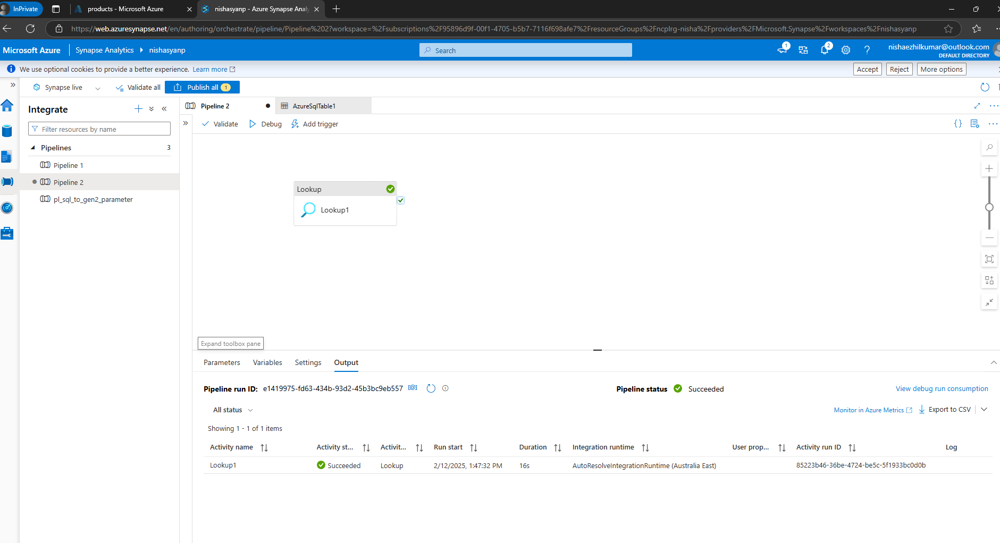 InPrivate
products - Microsoft Azure
nishasyanp - Azure Synapse Analy
https://web.azuresynapse.net/en/authoring/orchestrate/pipeline/Pipeline%202?workspace=%2Fsubscriptions%2F95896d9f-00f1-4705-b5b7-7116f698afe7%2FresourceGroups%2Fncplrg-nisha%2Fproviders%2FMicrosoft.Synapse%2Fworkspaces%2Fnishasyanp
Microsoft Azure
Synapse Analytics
nishasyanp
Search
1
2
?
nishaezhilkumar@outlook.com
DEFAULT DIRECTORY
We use optional cookies to provide a better experience. Learn more
Accept
Reject
More options
Synapse live
Validate all
Publish all 1
Integrate
Pipeline 2
AzureSqlTable1
Filter resources by name
Validate
Debug
Add trigger
{}
Pipelines
3
Pipeline 1
Pipeline 2
pl_sql_to_gen2_parameter
Lookup
Lookup1
Expand toolbox pane
Parameters
Variables
Settings
Output
Pipeline run ID: e1419975-fd63-434b-93d2-45b3bc9eb557
Pipeline status Succeeded
View debug run consumption
All status
Monitor in Azure Metrics
Export to CSV
Showing 1 - 1 of 1 items
Activity name
Activity st...
Activit...
Run start
Duration
Integration runtime
User prop...
Activity run ID
Log
Lookup1
Succeeded
Lookup
2/12/2025, 1:47:32 PM
16s
AutoResolveIntegrationRuntime (Australia East)
85223b46-36be-4724-be5c-5f1933bc0d0b